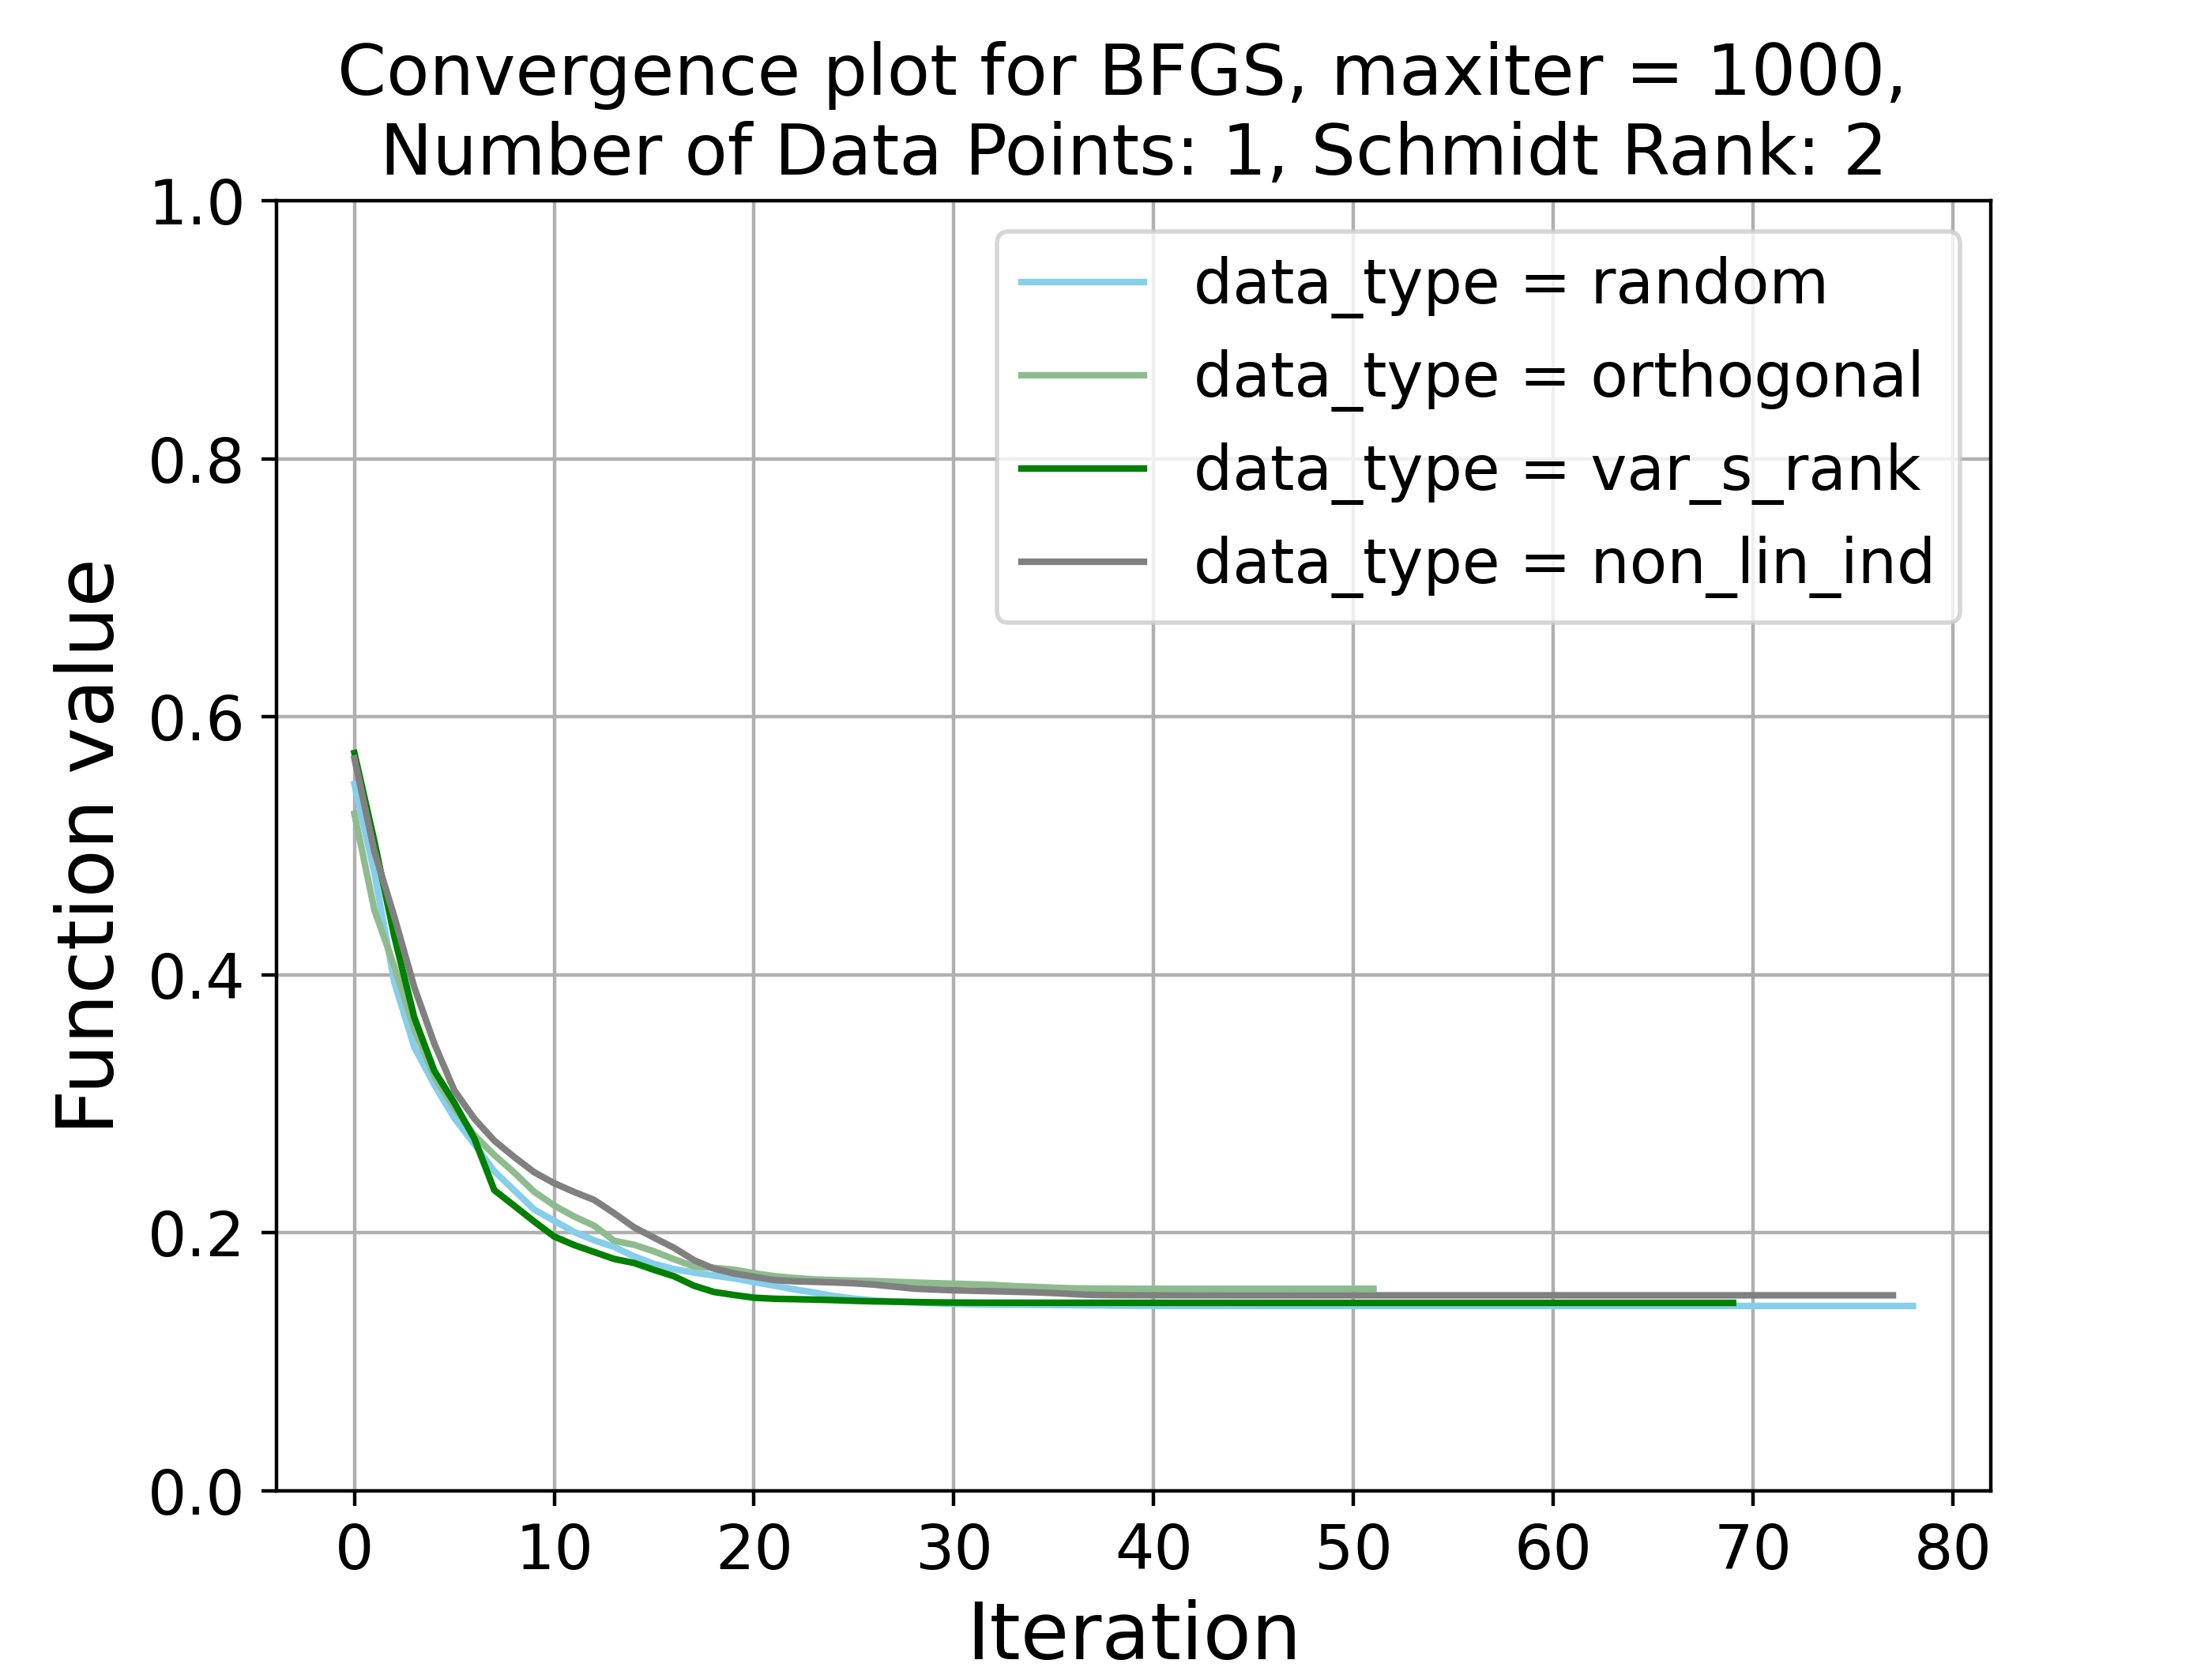 Convergence plot for BFGS, maxiter = 1000,
Number of Data Points: 1, Schmidt Rank: 2
1.0
0.8
0.6
0.4
0.2
0.0
Function value
data_type = random
data_type = orthogonal
data_type = var_s_rank
data_type = non_lin_ind
0 10 20 30 40 50 60 70 80
Iteration